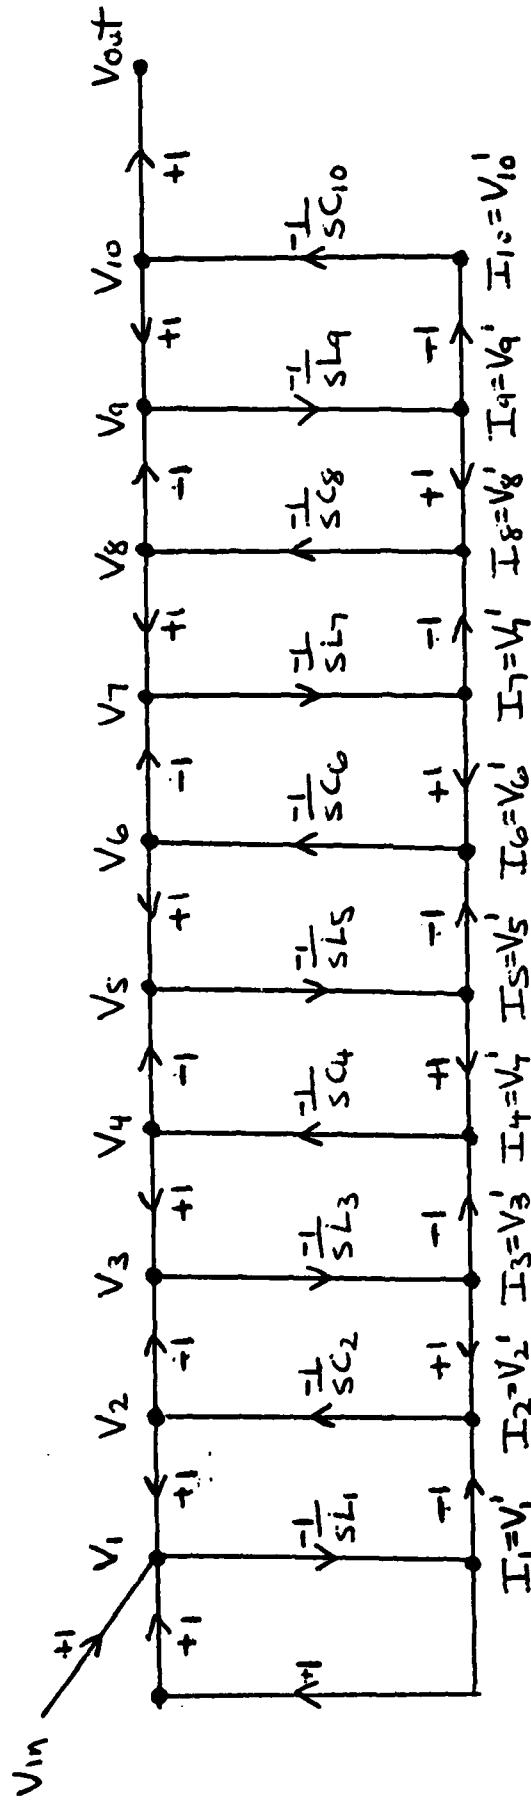 Vin +1 V1 V2 V3 V4 V5 V6 V7 V8 V9 V10 Vout
+1 +1 -1 +1 -1 +1 -1 +1 -1 +1 +1
+1 -1/sL1 -1/sC2 -1/sL3 -1/sC4 -1/sL5 -1/sC6 -1/sL7 -1/sC8 -1/sL9 -1/sC10
-1 +1 -1 +1 -1 +1 -1 +1 -1
I1=V1' I2=V2' I3=V3' I4=V4' I5=V5' I6=V6' I7=V7' I8=V8' I9=V9' I10=V10'